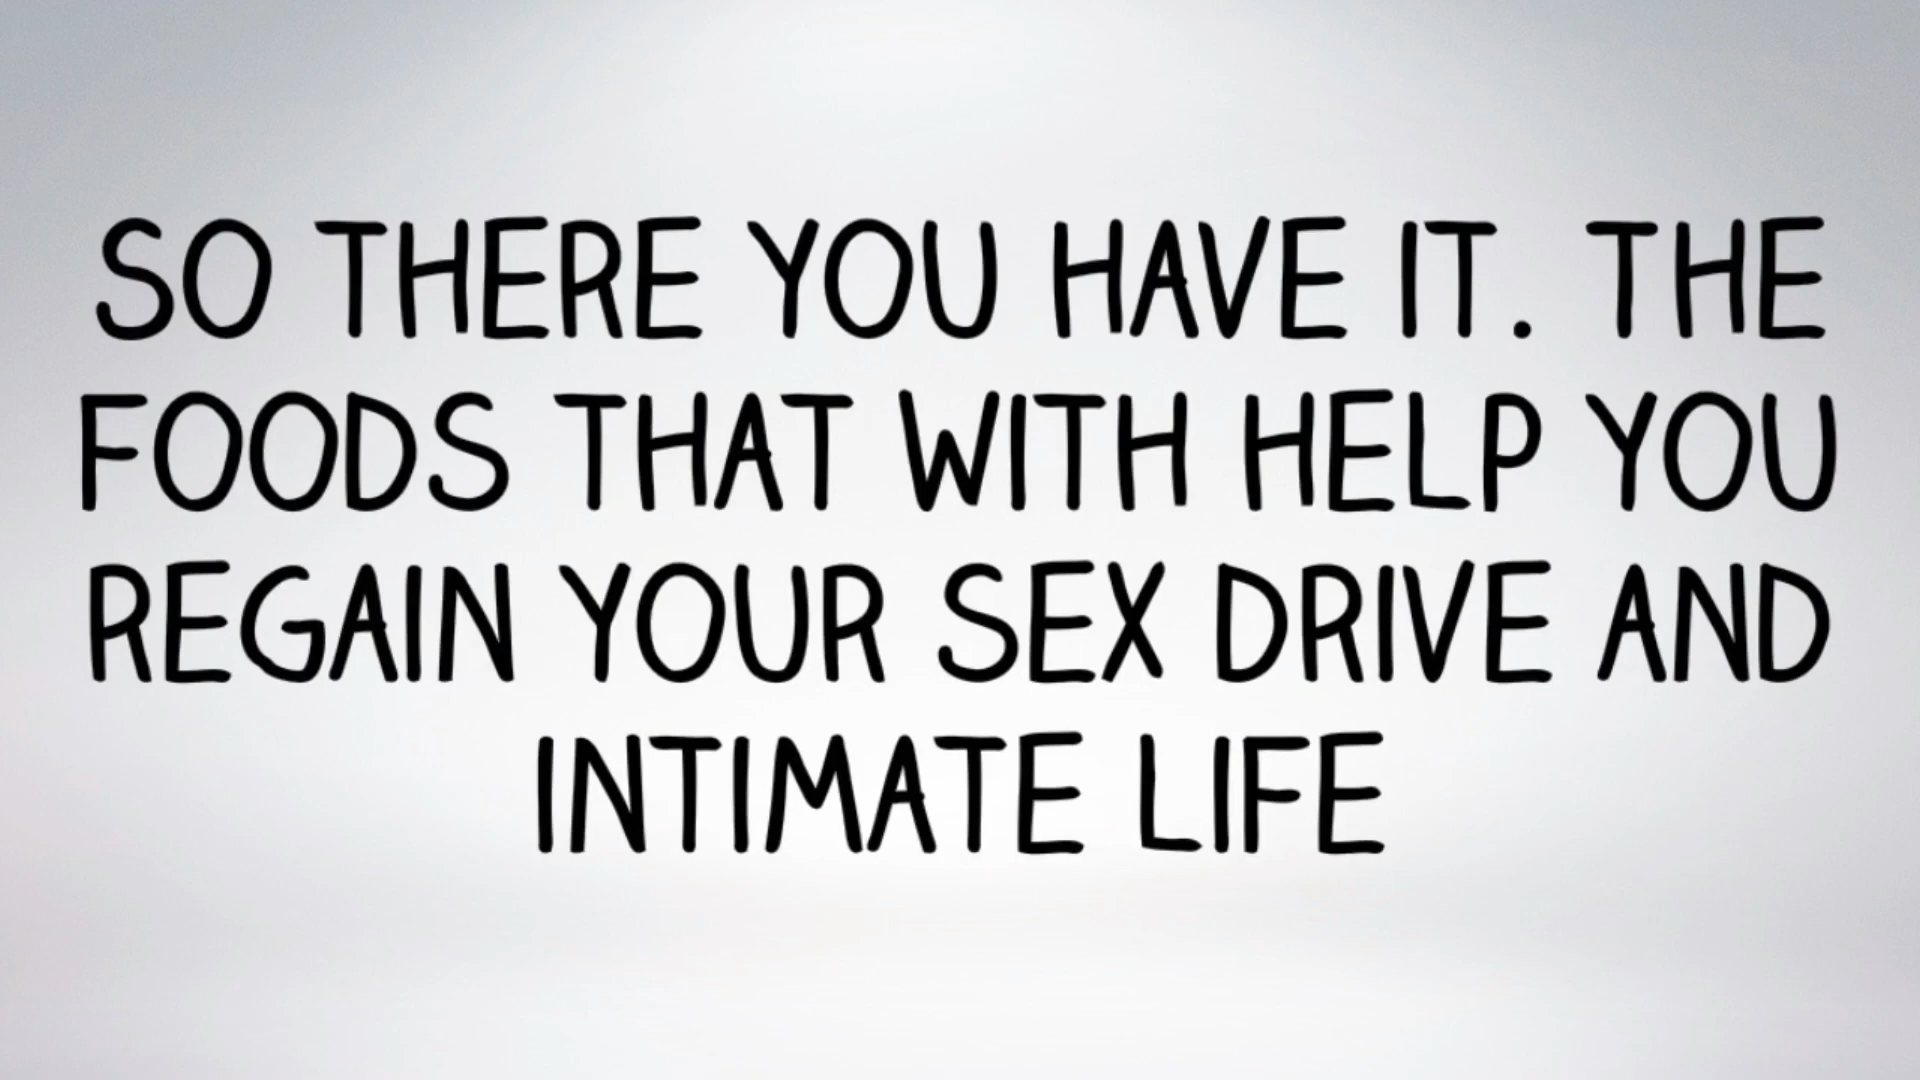 SO THERE YOU HAVE IT. THE
FOODS THAT WITH HELP YOU
REGAIN YOUR SEX DRIVE AND
INTIMATE LIFE